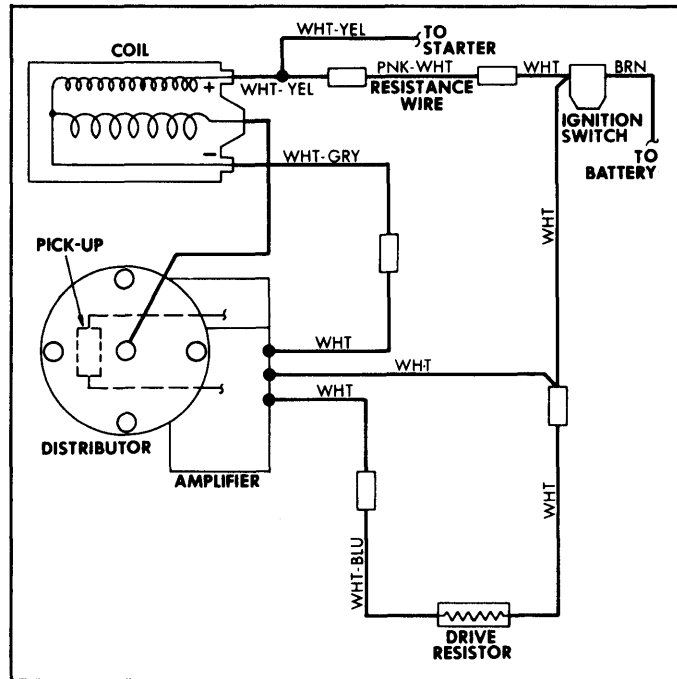 WHT-YEL
TO
STARTER
COIL
+
WHT-YEL
PNK-WHT
RESISTANCE
WIRE
WHT
BRN
IGNITION
SWITCH
TO
BATTERY
−
WHT-GRY
WHT
PICK-UP
WHT
WHT
WHT
DISTRIBUTOR
AMPLIFIER
WHT
WHT-BLU
DRIVE
RESISTOR